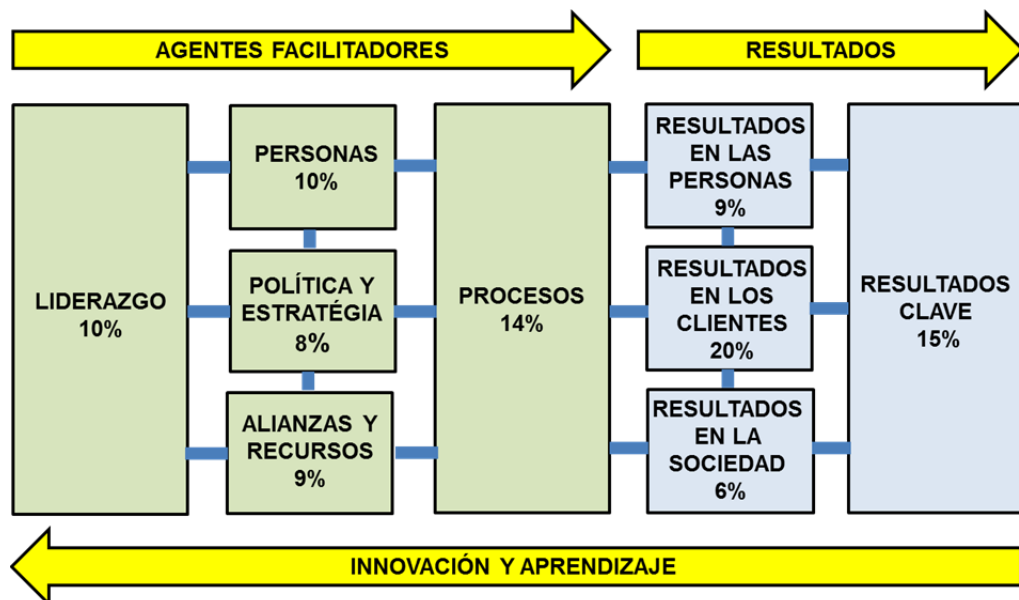 AGENTES FACILITADORES
RESULTADOS
LIDERAZGO
10%
PERSONAS
10%
POLÍTICA Y
ESTRATÉGIA
8%
ALIANZAS Y
RECURSOS
9%
PROCESOS
14%
RESULTADOS
EN LAS
PERSONAS
9%
RESULTADOS
EN LOS
CLIENTES
20%
RESULTADOS
EN LA
SOCIEDAD
6%
RESULTADOS
CLAVE
15%
INNOVACIÓN Y APRENDIZAJE